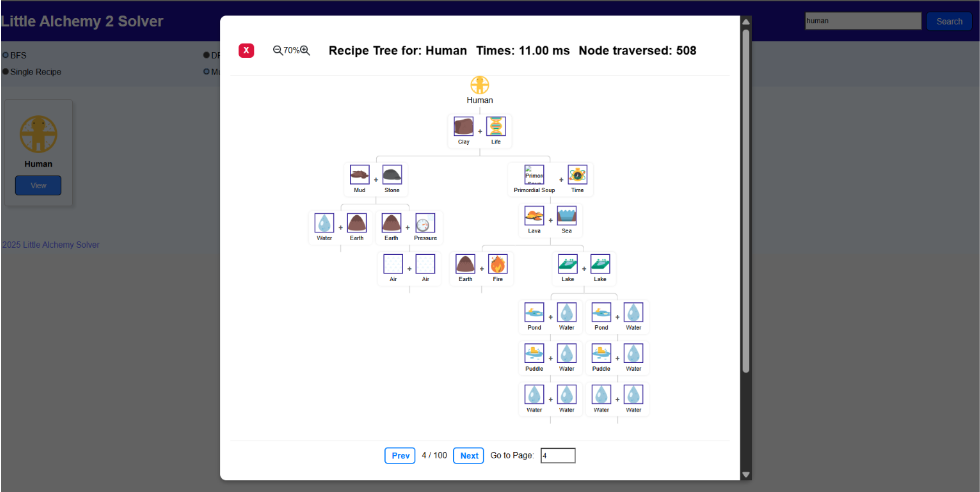 Little Alchemy 2 Solver
human
Search
BFS
Single Recipe
X
70%
Recipe Tree for: Human Times: 11.00 ms Node traversed: 508
Human
Human
View
Clay + Life
Mud + Stone
Primordial Soup + Time
Water + Earth
Earth + Pressure
Lava + Sea
2025 Little Alchemy Solver
Air + Air
Earth + Fire
Lake + Lake
Pond + Water
Pond + Water
Puddle + Water
Puddle + Water
Water + Water
Water + Water
Prev 4 / 100 Next Go to Page: 4